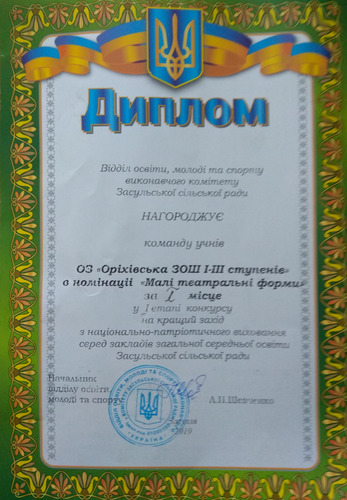 Диплом
Відділ освіти, молоді та спорту
виконавчого комітету
Засульської сільської ради
НАГОРОДЖУЄ
команду учнів
ОЗ «Оріхівська ЗОШ І-ІІІ ступенів»
в номінації «Малі театральні форми»
за І місце
у І етапі конкурсу
на кращий захід
з національно-патріотичного виховання
серед закладів загальної середньої освіти
Засульської сільської ради
Начальник
відділу освіти,
молоді та спорту
А.П Шевченко
2019
УКРАЇНА